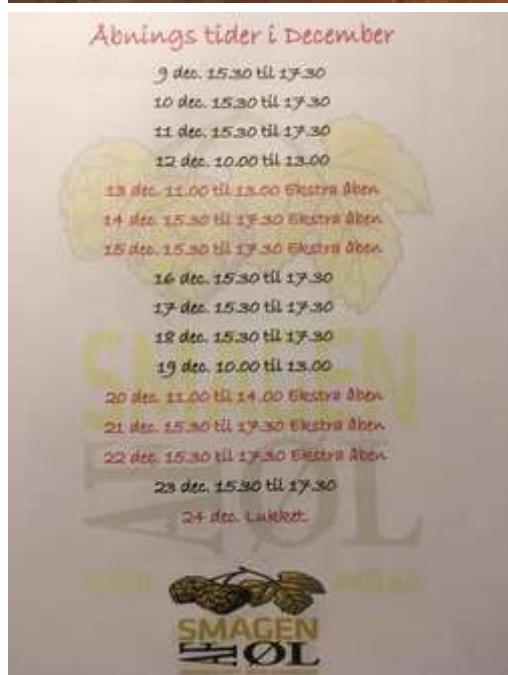 Åbnings tider i December
9 dec. 15.30 til 17.30
10 dec. 15.30 til 17.30
11 dec. 15.30 til 17.30
12 dec. 10.00 til 13.00
13 dec. 11.00 til 13.00 Ekstra åben
14 dec. 15.30 til 17.30 Ekstra åben
15 dec. 15.30 til 17.30 Ekstra åben
16 dec. 15.30 til 17.30
17 dec. 15.30 til 17.30
18 dec. 15.30 til 17.30
19 dec. 10.00 til 13.00
20 dec. 11.00 til 14.00 Ekstra åben
21 dec. 15.30 til 17.30 Ekstra åben
22 dec. 15.30 til 17.30 Ekstra åben
23 dec. 15.30 til 17.30
24 dec. Lukket
SMAGEN
AF ØL
SMAGEN
AF ØL